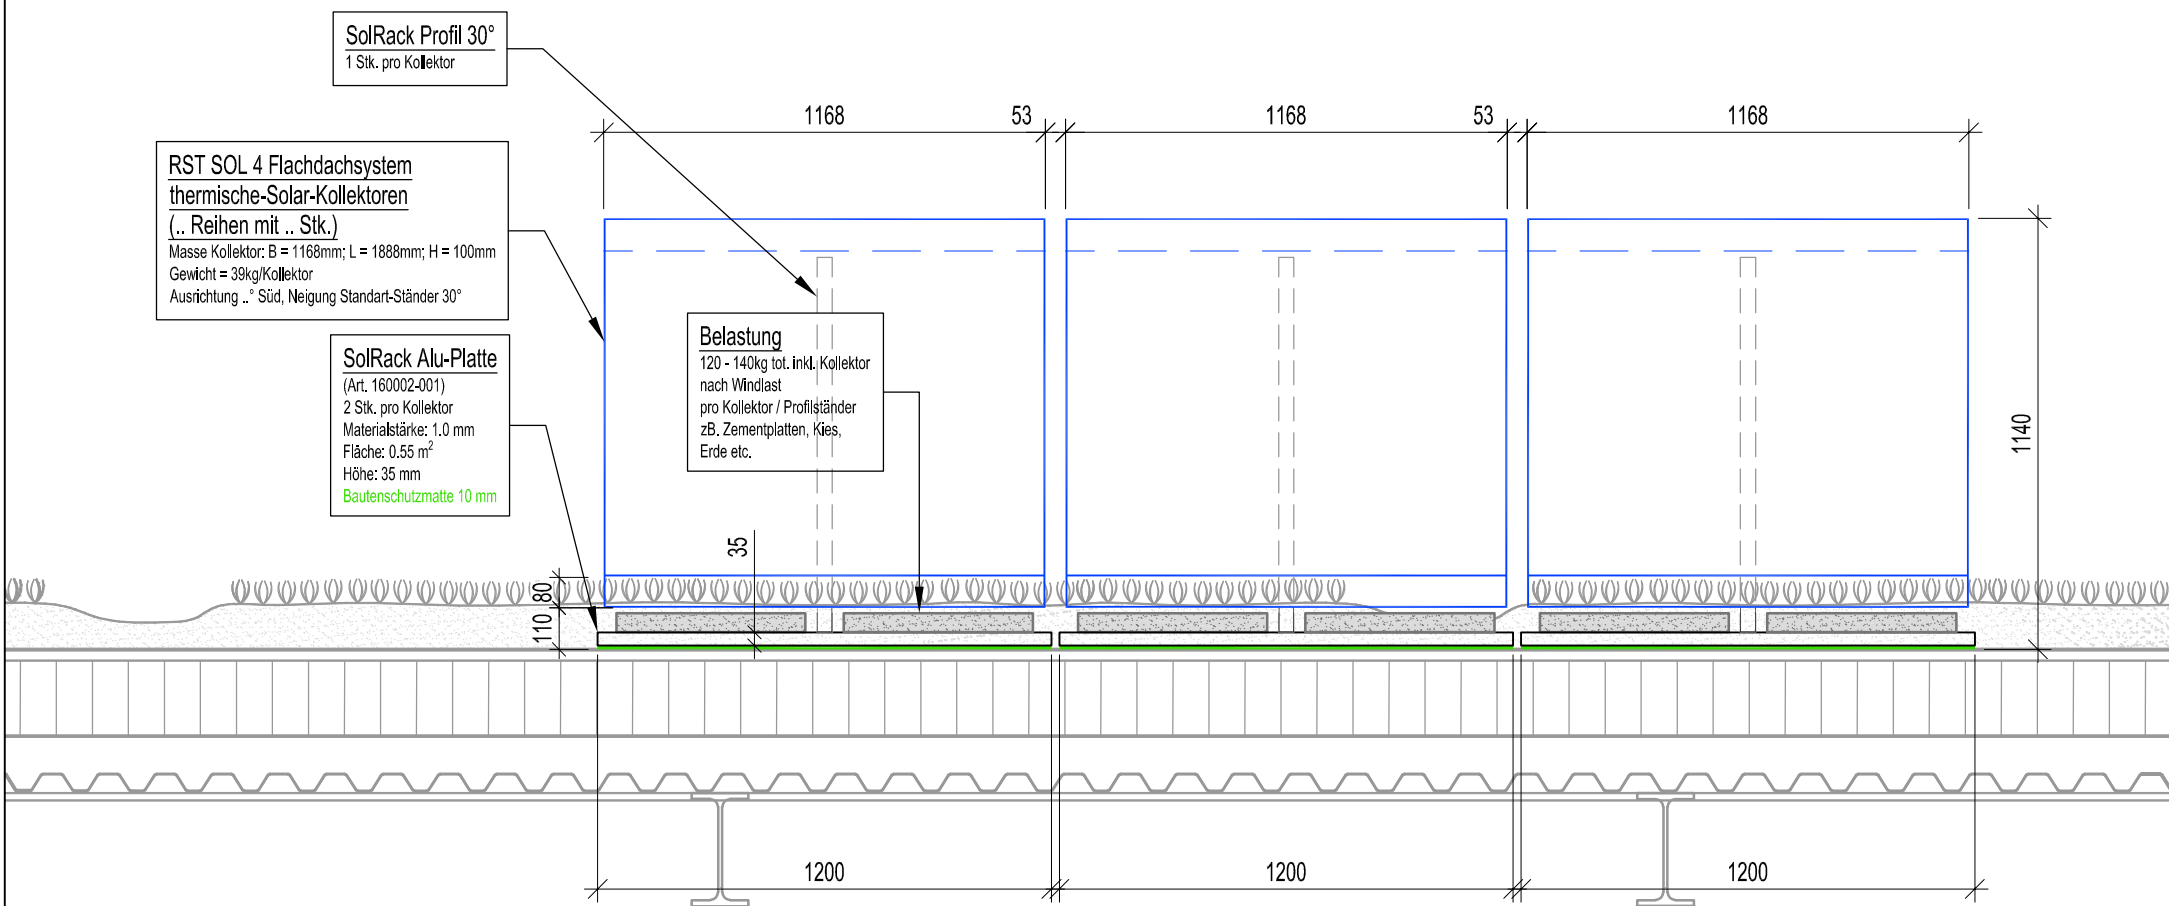 SolRack Profil 30°
1 Stk. pro Kollektor
1168
53
1168
53
1168
RST SOL 4 Flachdachsystem
thermische-Solar-Kollektoren
(.. Reihen mit .. Stk.)
Masse Kollektor: B = 1168mm; L = 1888mm; H = 100mm
Gewicht = 39kg/Kollektor
Ausrichtung ..° Süd, Neigung Standart-Ständer 30°
SolRack Alu-Platte
(Art. 160002-001)
2 Stk. pro Kollektor
Materialstärke: 1.0 mm
Fläche: 0.55 m²
Höhe: 35 mm
Bautenschutzmatte 10 mm
Belastung
120 - 140kg tot. inkl. Kollektor
nach Windlast
pro Kollektor / Profilständer
zB. Zementplatten, Kies,
Erde etc.
1140
35
80
110
1200
1200
1200